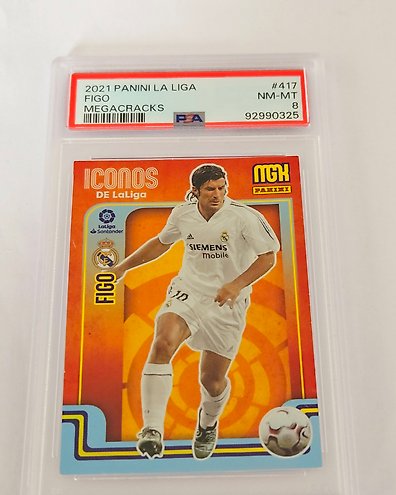 2021 PANINI LA LIGA
FIGO
MEGACRACKS
#417
NM-MT
8
92990325
PSA
ICONOS
DE LaLiga
MGK
PANINI
LaLiga
Santander
FIGO
SIEMENS
mobile
10